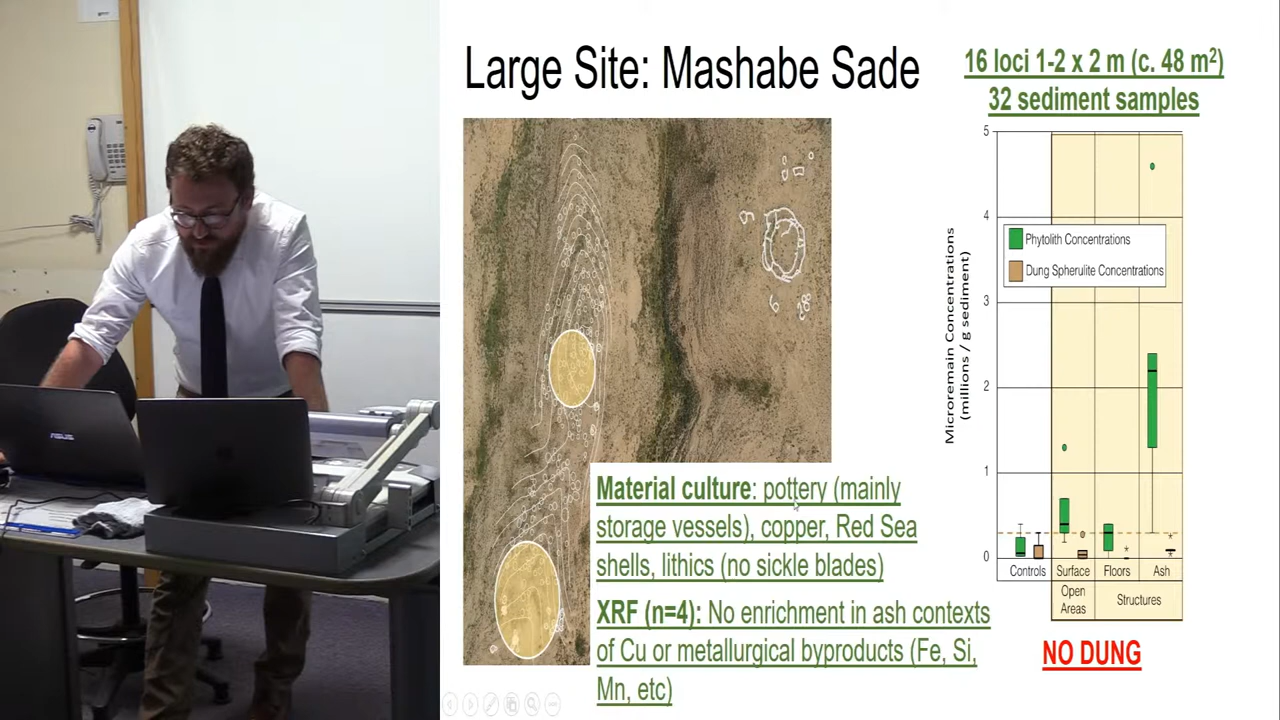 Large Site: Mashabe Sade
16 loci 1-2 x 2 m (c. 48 m²)
32 sediment samples
5
4
3
2
1
0
Microremain Concentrations
(millions / g sediment)
Phytolith Concentrations
Dung Spherulite Concentrations
Controls
Surface
Floors
Ash
Open
Areas
Structures
NO DUNG
Material culture: pottery (mainly
storage vessels), copper, Red Sea
shells, lithics (no sickle blades)
XRF (n=4): No enrichment in ash contexts
of Cu or metallurgical byproducts (Fe, Si,
Mn, etc)
ASUS